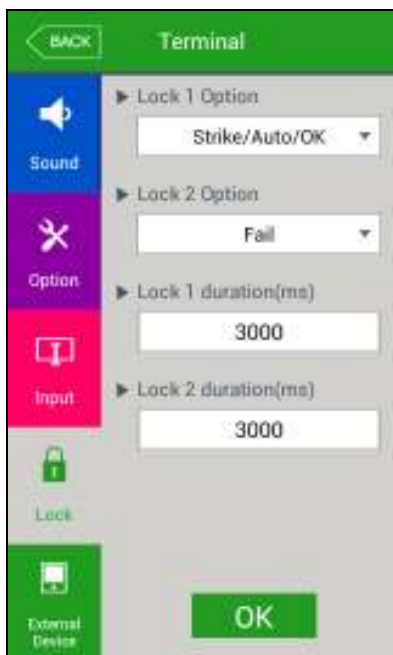 BACK
Terminal
Sound
Option
Input
Lock
External
Device
▶ Lock 1 Option
Strike/Auto/OK
▶ Lock 2 Option
Fail
▶ Lock 1 duration(ms)
3000
▶ Lock 2 duration(ms)
3000
OK